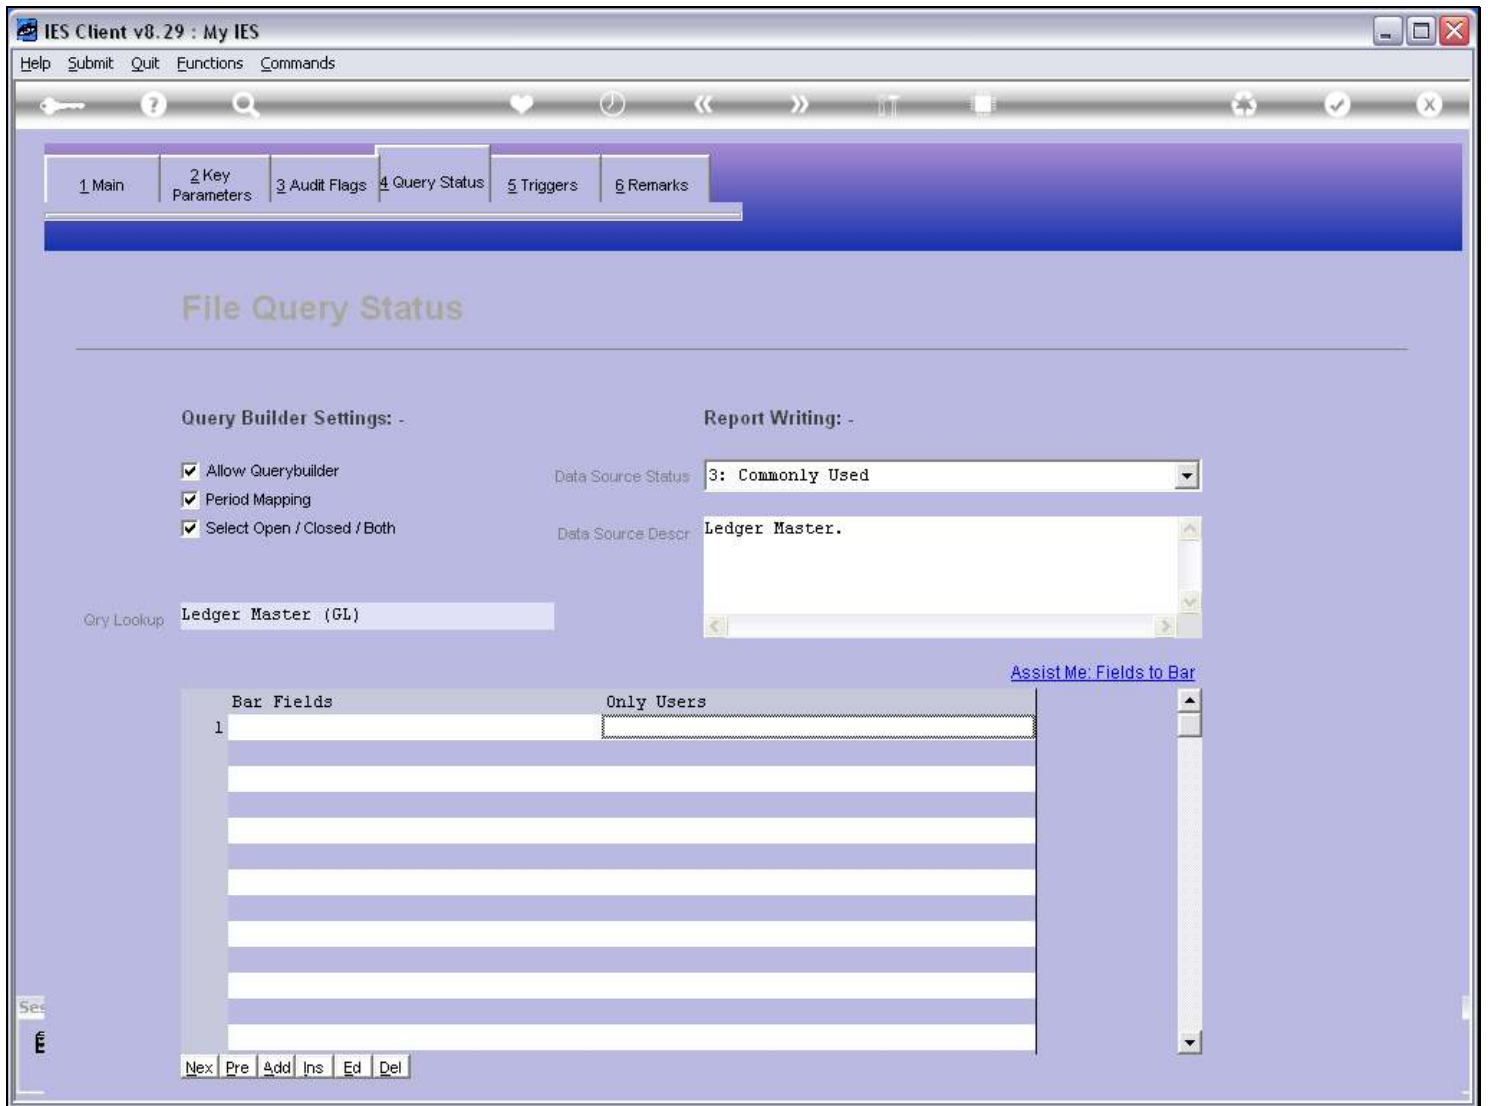 IES Client v8.29 : My IES
Help Submit Quit Functions Commands
1 Main
2 Key Parameters
3 Audit Flags
4 Query Status
5 Triggers
6 Remarks
File Query Status
Query Builder Settings: -
Report Writing: -
Allow Querybuilder
Data Source Status
3: Commonly Used
Period Mapping
Select Open / Closed / Both
Data Source Descr
Ledger Master.
Qry Lookup
Ledger Master (GL)
Assist Me: Fields to Bar
Bar Fields
Only Users
1
Nex Pre Add Ins Ed Del